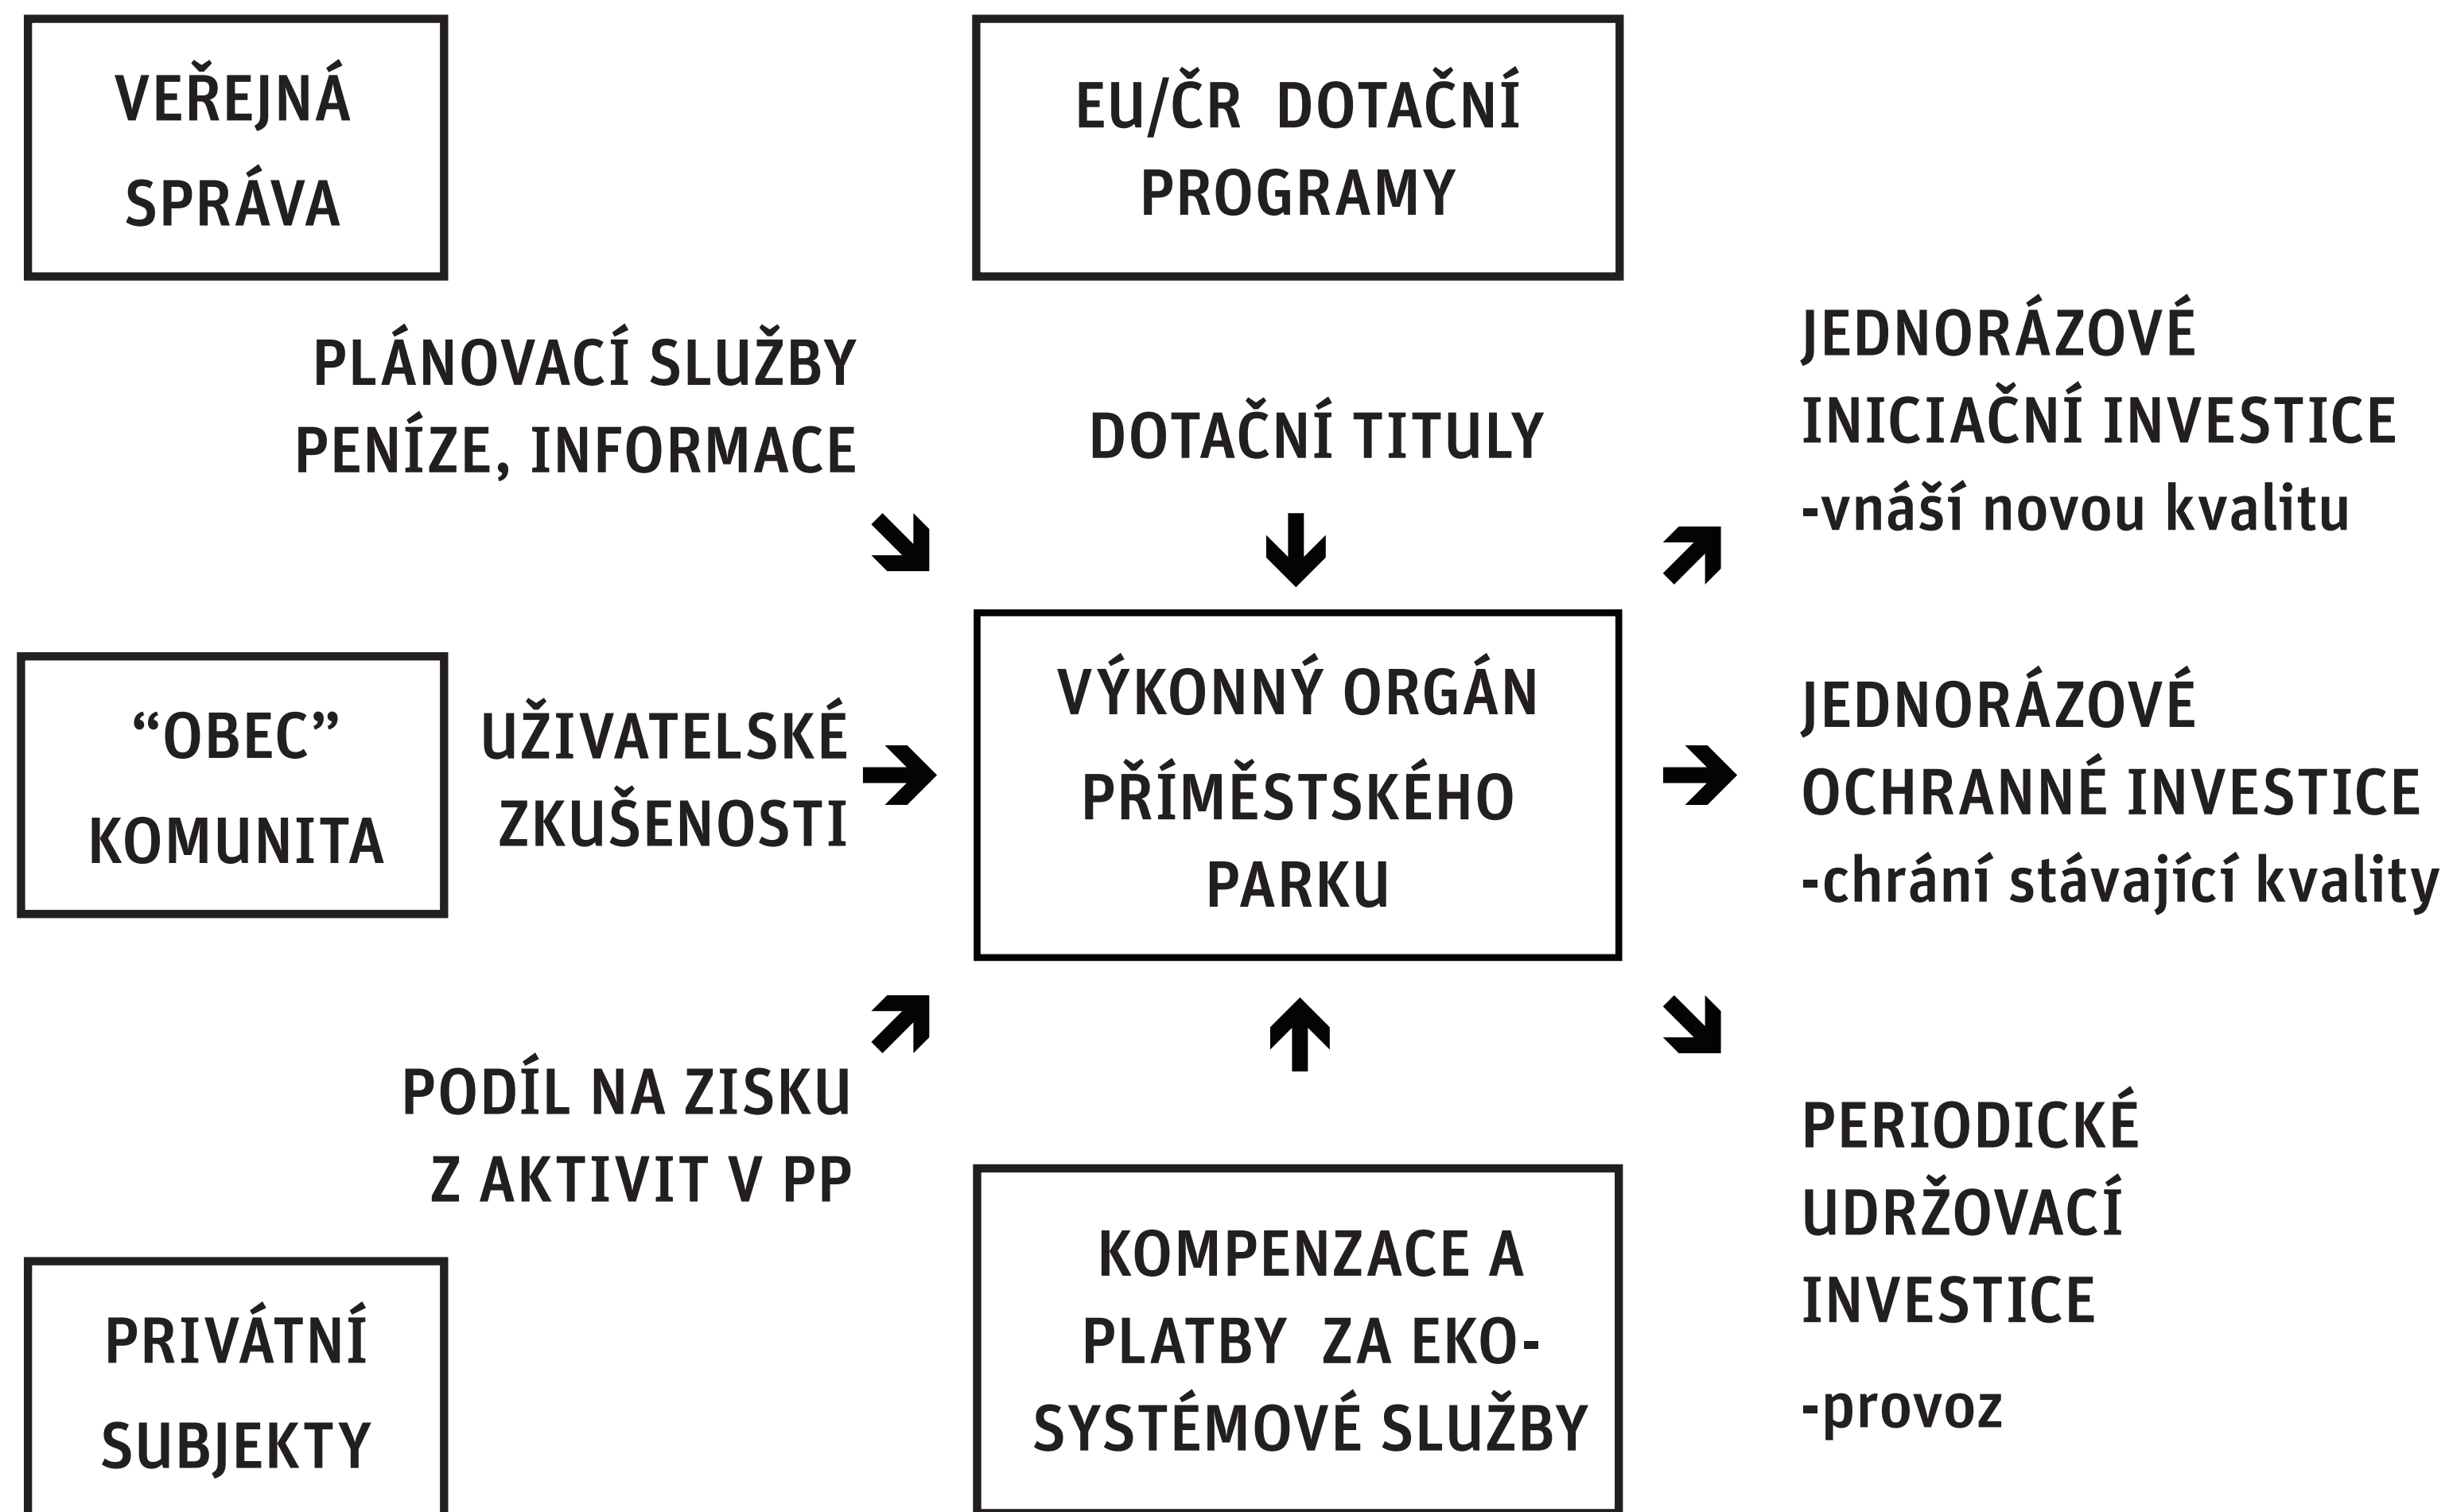 VEŘEJNÁ
SPRÁVA
EU/ČR DOTAČNÍ
PROGRAMY
PLÁNOVACÍ SLUŽBY
PENÍZE, INFORMACE
DOTAČNÍ TITULY
JEDNORÁZOVÉ
INICIAČNÍ INVESTICE
-vnáší novou kvalitu
“OBEC”
KOMUNITA
UŽIVATELSKÉ
ZKUŠENOSTI
VÝKONNÝ ORGÁN
PŘÍMĚSTSKÉHO
PARKU
JEDNORÁZOVÉ
OCHRANNÉ INVESTICE
-chrání stávající kvality
PODÍL NA ZISKU
Z AKTIVIT V PP
PRIVÁTNÍ
SUBJEKTY
KOMPENZACE A
PLATBY ZA EKO-
SYSTÉMOVÉ SLUŽBY
PERIODICKÉ
UDRŽOVACÍ
INVESTICE
-provoz